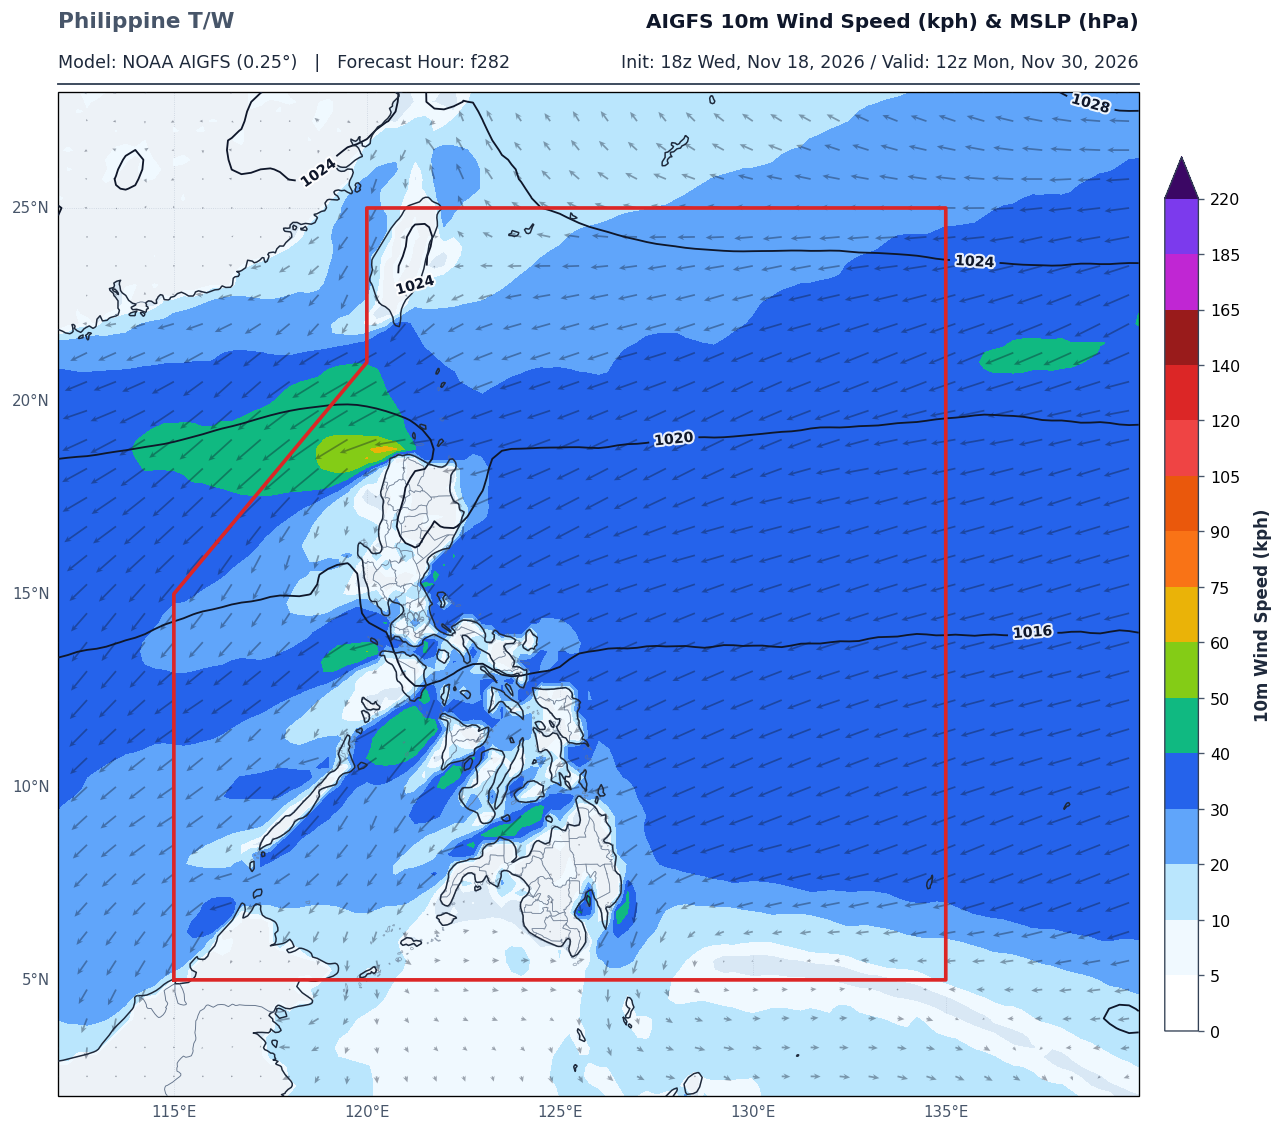 Philippine T/W
AIGFS 10m Wind Speed (kph) & MSLP (hPa)
Model: NOAA AIGFS (0.25°) | Forecast Hour: f282
Init: 18z Wed, Nov 18, 2026 / Valid: 12z Mon, Nov 30, 2026
1028
1024
1024
1024
1020
1016
25°N
20°N
15°N
10°N
5°N
115°E
120°E
125°E
130°E
135°E
220
185
165
140
120
105
90
75
60
50
40
30
20
10
5
0
10m Wind Speed (kph)